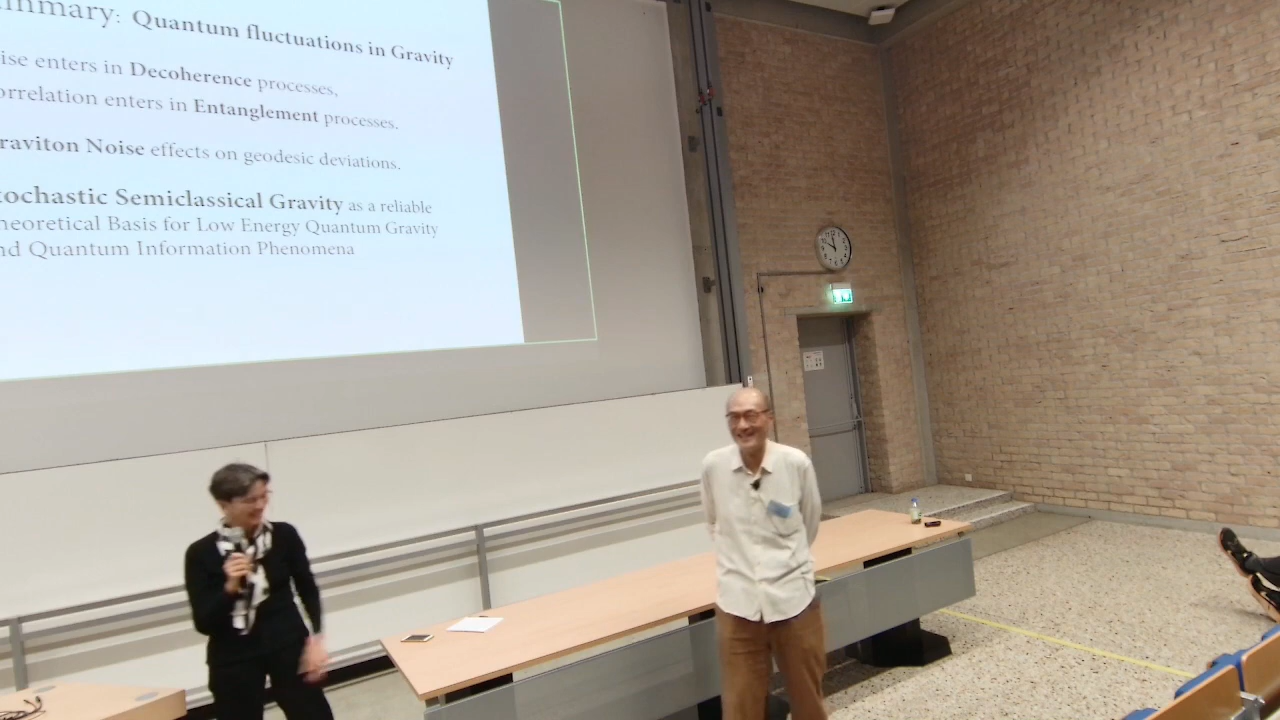 mmary: Quantum fluctuations in Gravity
ise enters in Decoherence processes,
orrelation enters in Entanglement processes.
raviton Noise effects on geodesic deviations.
tochastic Semiclassical Gravity as a reliable
heoretical Basis for Low Energy Quantum Gravity
nd Quantum Information Phenomena